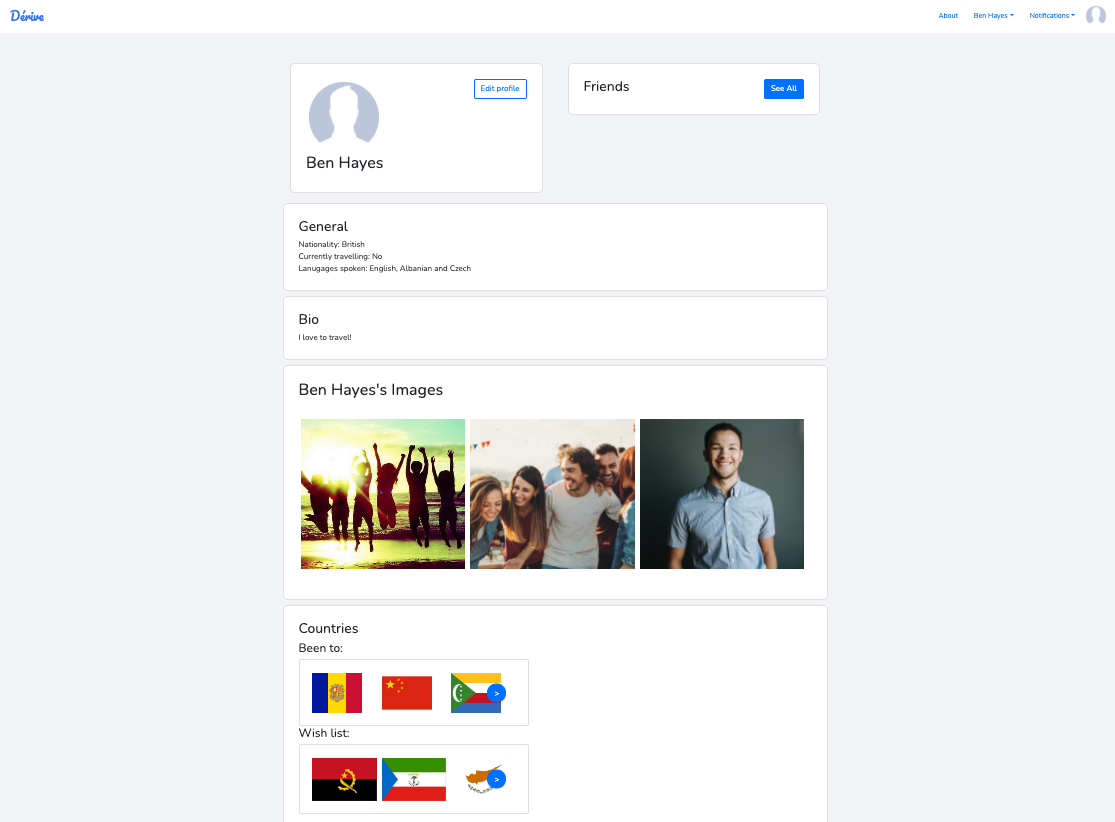 Dérive
About
Ben Hayes
Notifications
Edit profile
Ben Hayes
Friends
See All
General
Nationality: British
Currently travelling: No
Lanugages spoken: English, Albanian and Czech
Bio
I love to travel!
Ben Hayes's Images
Countries
Been to:
>
Wish list:
>